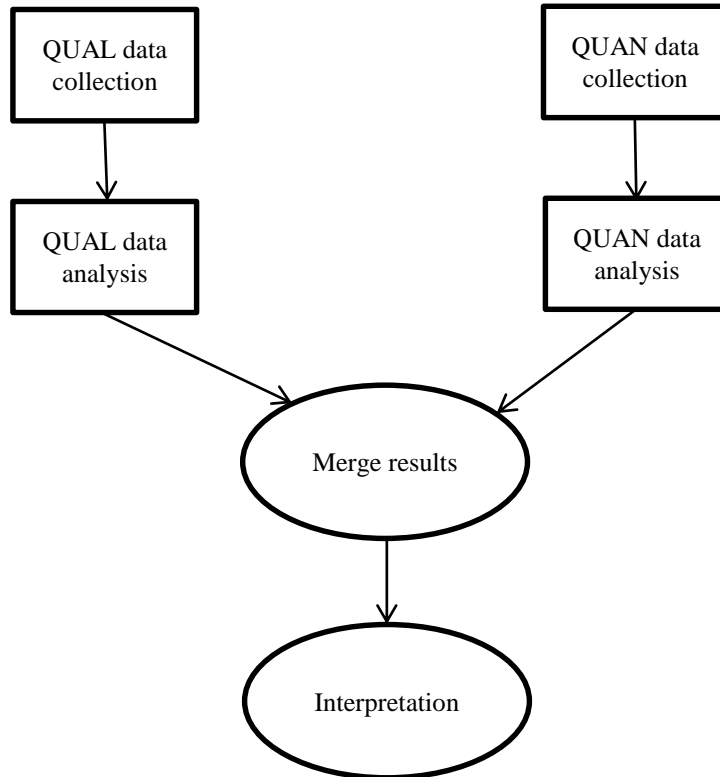 QUAL data
collection
QUAN data
collection
QUAL data
analysis
QUAN data
analysis
Merge results
Interpretation